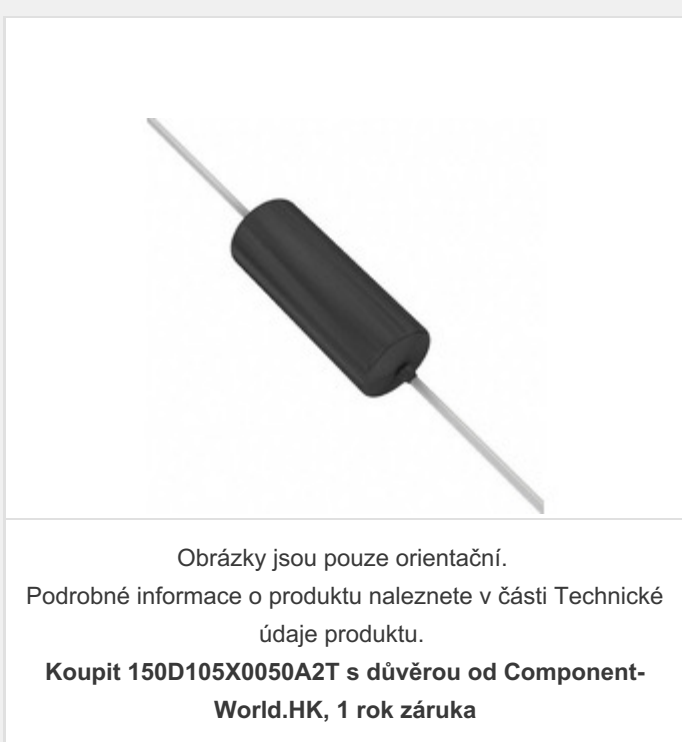 Obrázky jsou pouze orientační.
Podrobné informace o produktu naleznete v části Technické
údaje produktu.
Koupit 150D105X0050A2T s důvěrou od Component-
World.HK, 1 rok záruka